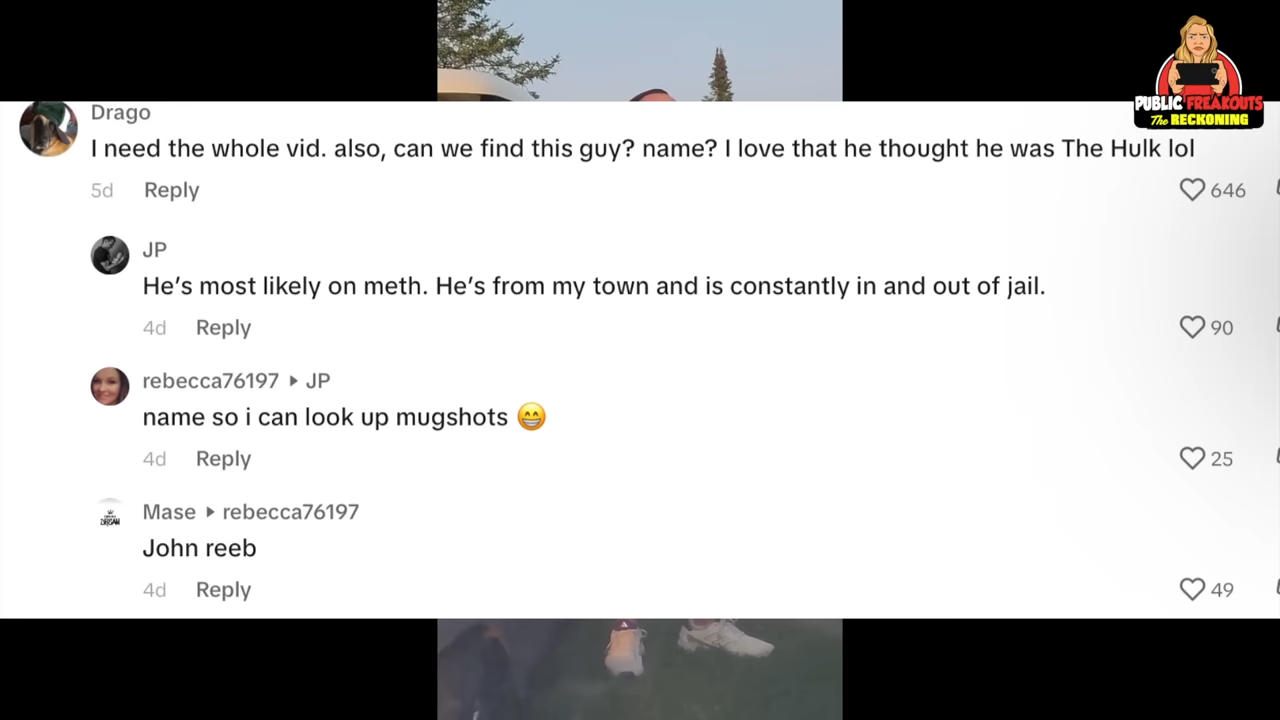 PUBLIC FREAKOUTS
The RECKONING
Drago
I need the whole vid. also, can we find this guy? name? I love that he thought he was The Hulk lol
5d Reply 646
JP
He's most likely on meth. He's from my town and is constantly in and out of jail.
4d Reply 90
rebecca76197 ▸ JP
name so i can look up mugshots 😁
4d Reply 25
Mase ▸ rebecca76197
John reeb
4d Reply 49